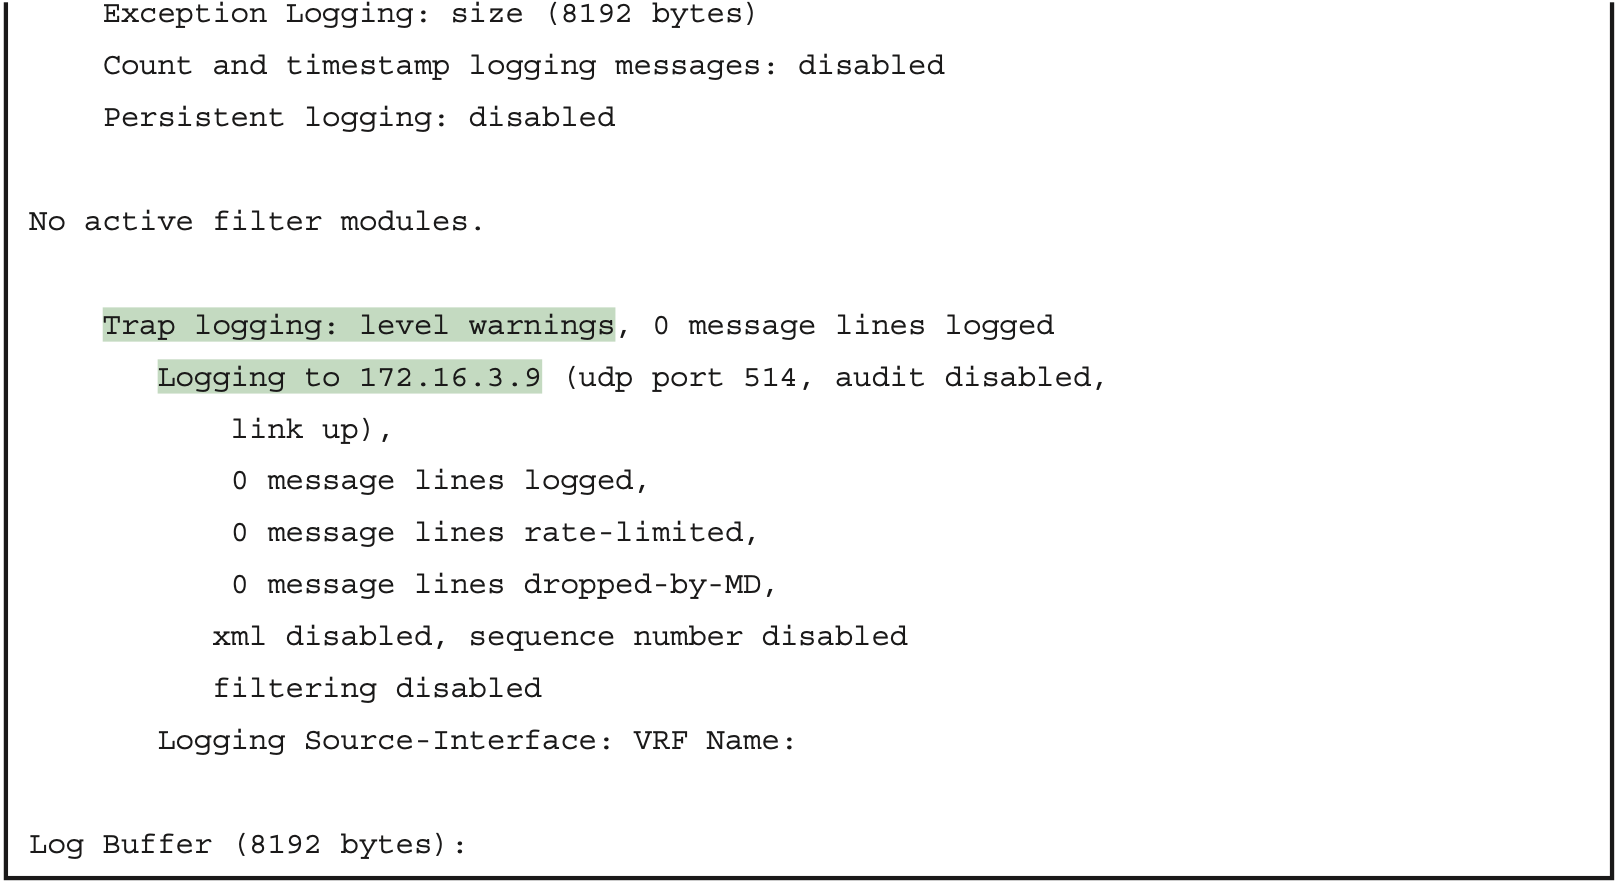 Exception Logging: size (8192 bytes)
Count and timestamp logging messages: disabled
Persistent logging: disabled
No active filter modules.
Trap logging: level warnings, 0 message lines logged
Logging to 172.16.3.9 (udp port 514, audit disabled,
link up),
0 message lines logged,
0 message lines rate-limited,
0 message lines dropped-by-MD,
xml disabled, sequence number disabled
filtering disabled
Logging Source-Interface: VRF Name:
Log Buffer (8192 bytes):